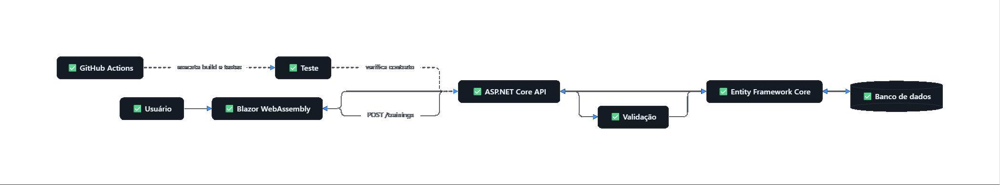 ✅ GitHub Actions
executa build e testes
✅ Teste
verifica contrato
✅ Usuário
✅ Blazor WebAssembly
POST /trainings
✅ ASP.NET Core API
✅ Validação
✅ Entity Framework Core
✅ Banco de dados